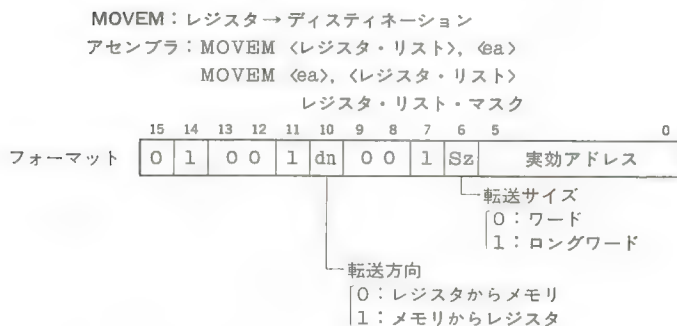 MOVEM：レジスタ→ ディスティネーション
アセンブラ：MOVEM 〈レジスタ・リスト〉, 〈ea〉
MOVEM 〈ea〉, 〈レジスタ・リスト〉
レジスタ・リスト・マスク
15 14 13 12 11 10 9 8 7 6 5 0
フォーマット 0 1 0 0 1 dn 0 0 1 Sz 実効アドレス
転送サイズ
0：ワード
1：ロングワード
転送方向
0：レジスタからメモリ
1：メモリからレジスタ